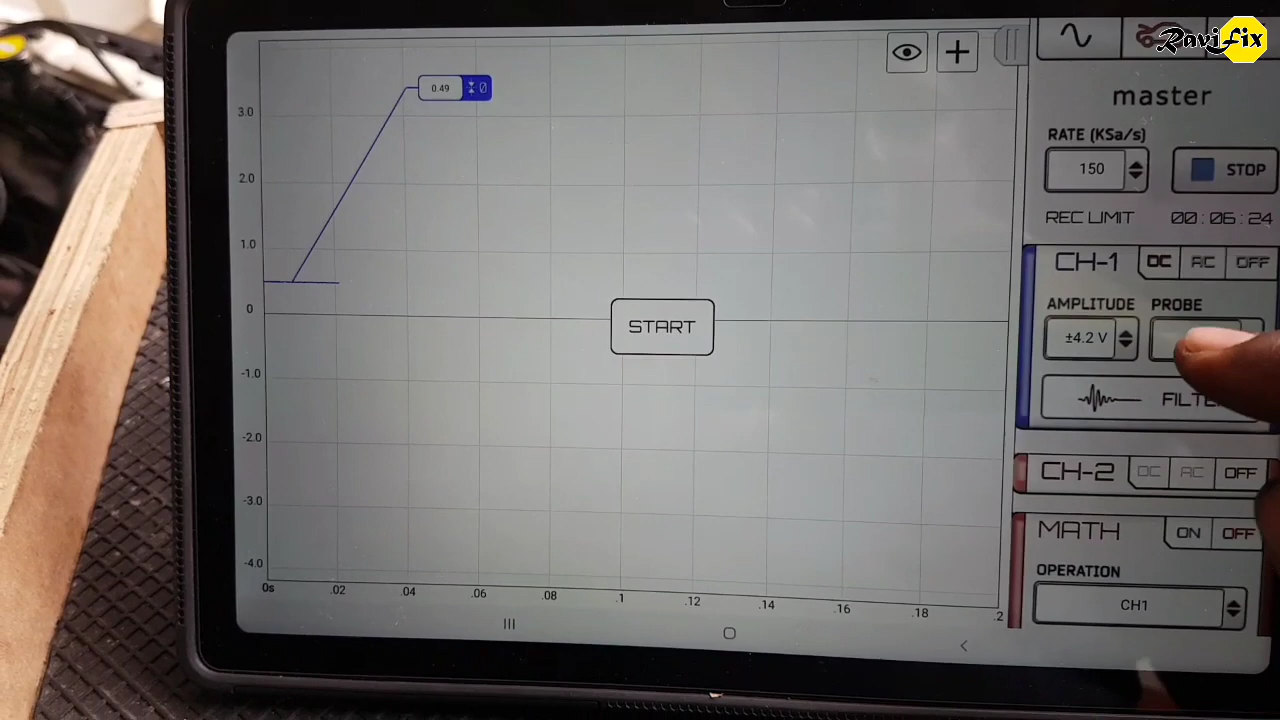 RaviFix
master
RATE (KSa/s)
150
STOP
REC LIMIT 00:06:24
CH-1 DC AC OFF
AMPLITUDE PROBE
±4.2 V
CH-2 DC AC OFF
MATH ON OFF
OPERATION
CH1
0.49 0
START
3.0
2.0
1.0
0
-1.0
-2.0
-3.0
-4.0
0s .02 .04 .06 .08 .1 .12 .14 .16 .18 .2